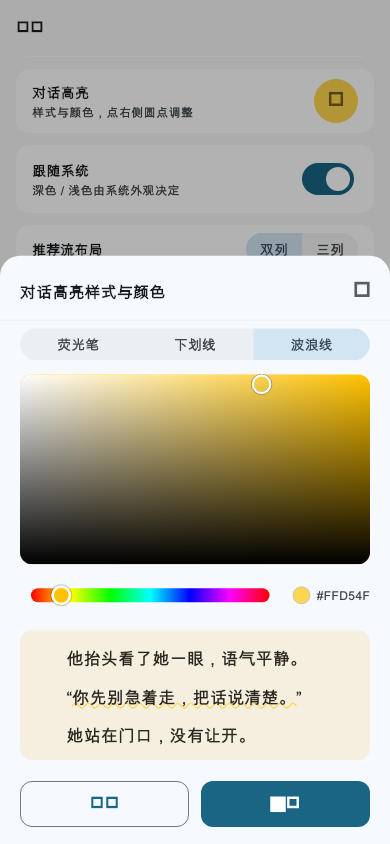 对话高亮
样式与颜色，点右侧圆点调整
跟随系统
深色 / 浅色由系统外观决定
推荐流布局
双列
三列
对话高亮样式与颜色
荧光笔
下划线
波浪线
#FFD54F
他抬头看了她一眼，语气平静。
“你先别急着走，把话说清楚。”
她站在门口，没有让开。